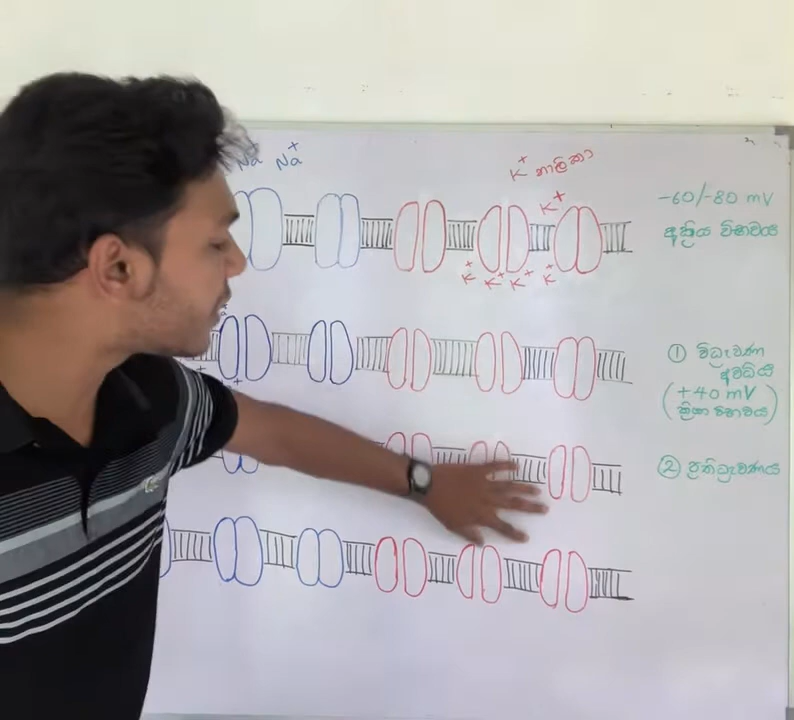 Na Na⁺
K⁺ නාලිකා
K⁺
K⁺ K⁺ K⁺ K⁺
-60/-80 mV
අක්‍රිය විභවය
① විධ්‍රැවණ
අවධිය
(+40 mV
ක්‍රියා විභවය)
② ප්‍රතිධ්‍රැවණය